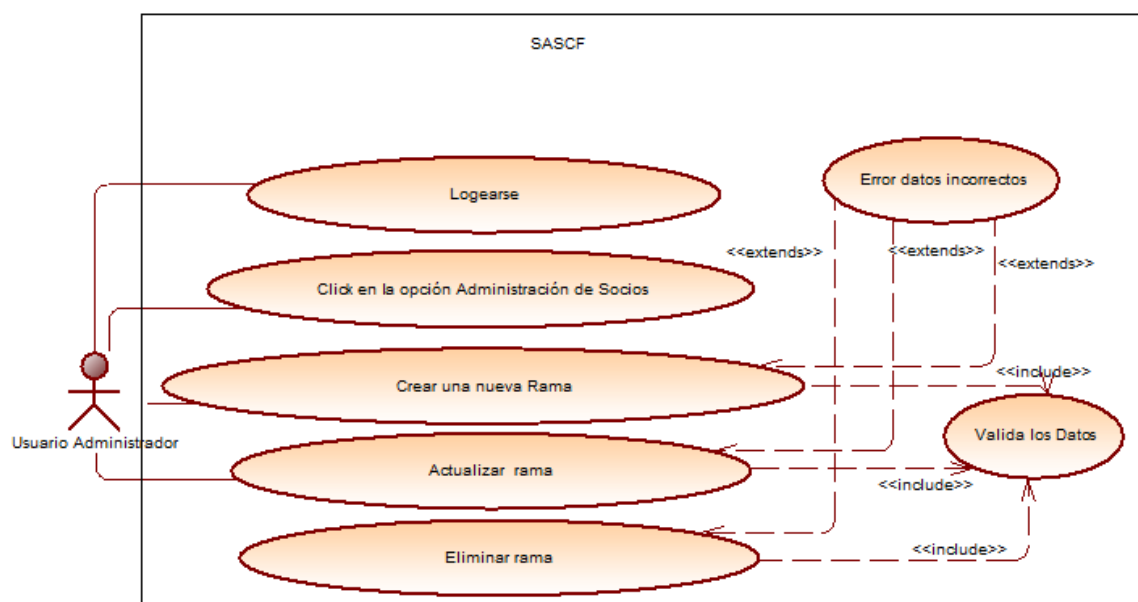 SASCF
Logearse
Error datos incorrectos
<<extends>>
<<extends>>
<<extends>>
Click en la opción Administración de Socios
Crear una nueva Rama
<<include>>
Usuario Administrador
Valida los Datos
Actualizar rama
<<include>>
Eliminar rama
<<include>>